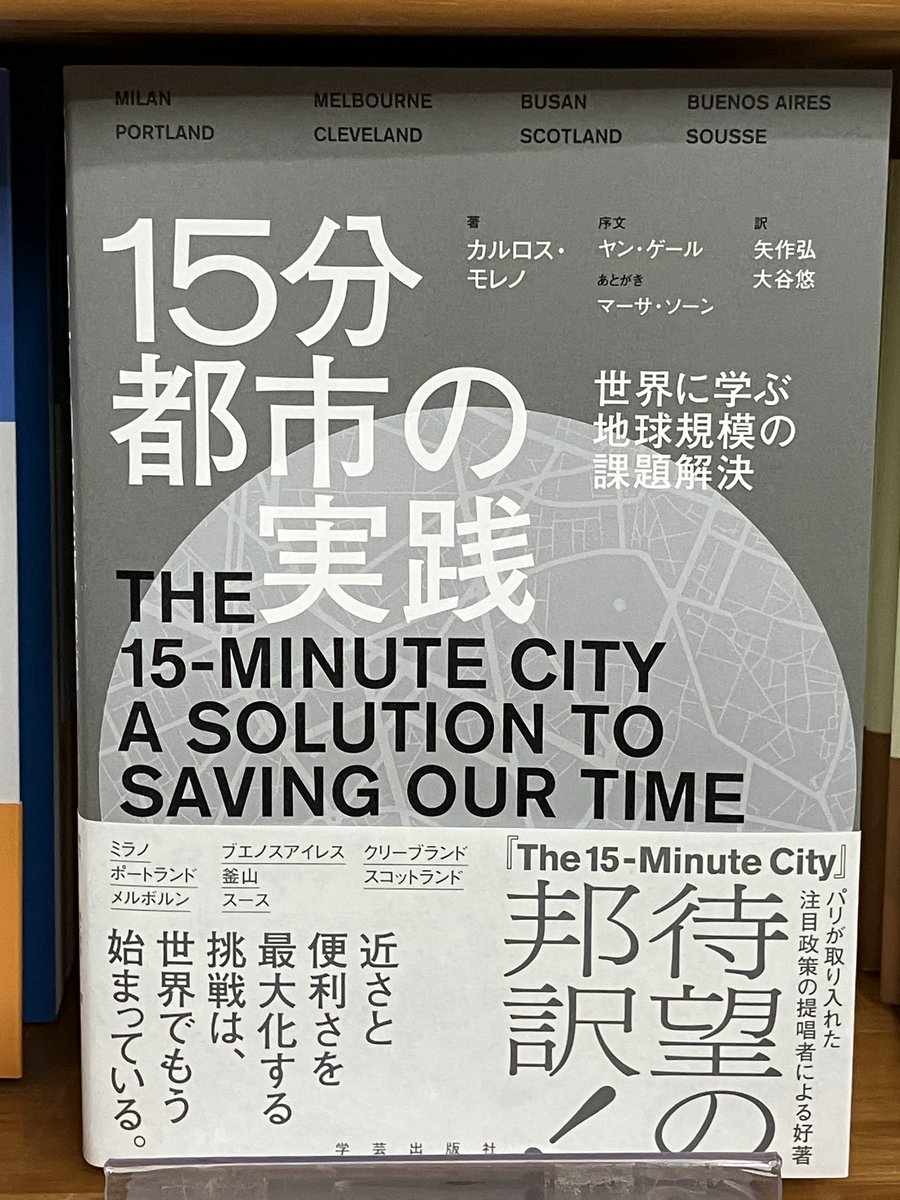 MILAN
MELBOURNE
BUSAN
BUENOS AIRES
PORTLAND
CLEVELAND
SCOTLAND
SOUSSE
著
カルロス・
モレノ
序文
ヤン・ゲール
あとがき
マーサ・ソーン
訳
矢作弘
大谷悠
15分
都市の
実践
世界に学ぶ
地球規模の
課題解決
THE
15-MINUTE CITY
A SOLUTION TO
SAVING OUR TIME
『The 15-Minute City』
パリが取り入れた
注目政策の提唱者による好著
待望の
邦訳！
ミラノ
ブエノスアイレス
クリーブランド
ポートランド
釜山
スコットランド
メルボルン
スース
近さと
便利さを
最大化する
挑戦は、
世界でもう
始まっている。
学芸出版社